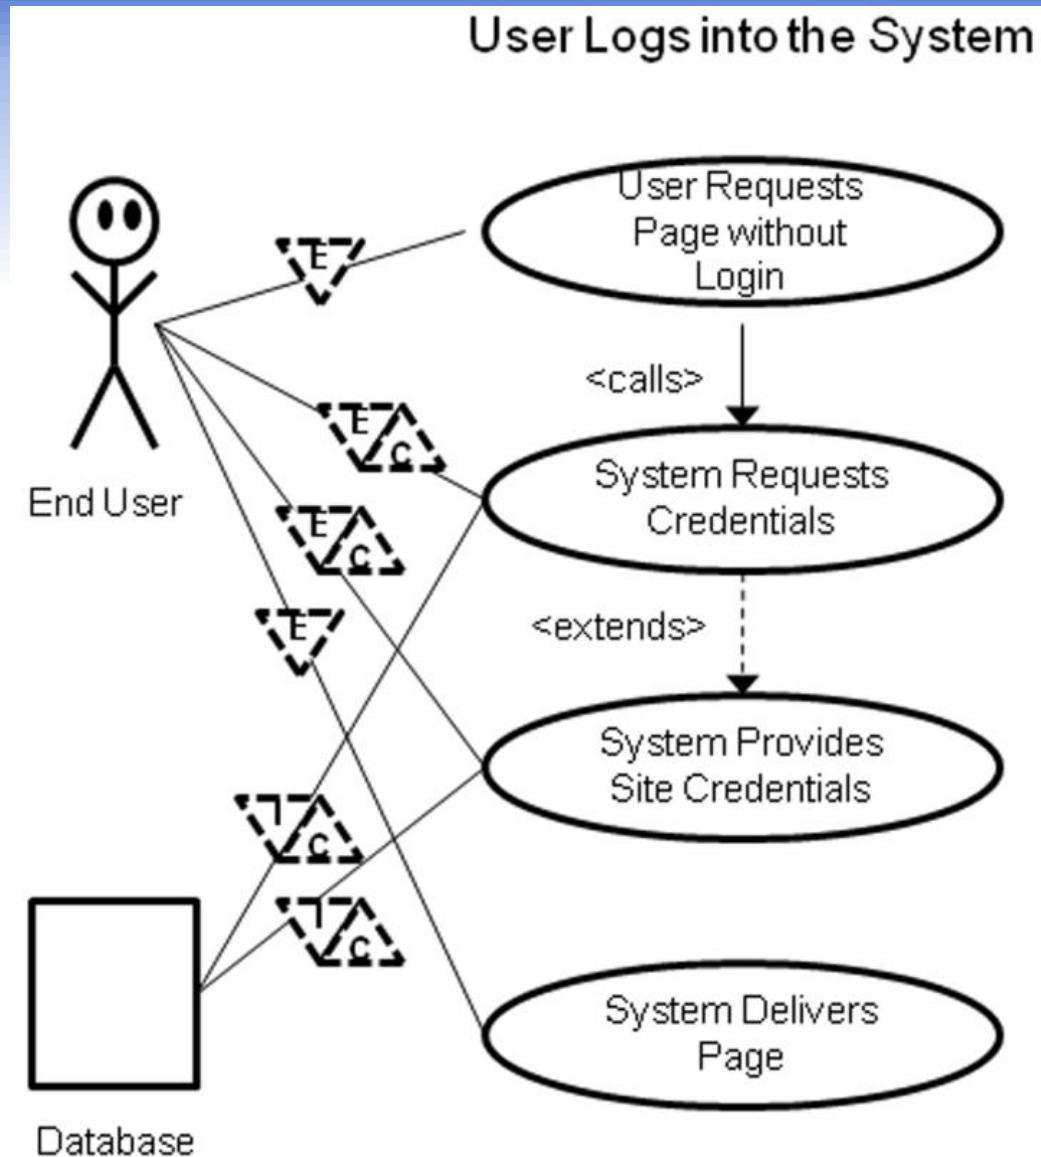 User Logs into the System
User Requests
Page without
Login
E
<calls>
E
C
System Requests
Credentials
End User
E
C
E
<extends>
System Provides
Site Credentials
I
C
I
C
System Delivers
Page
Database